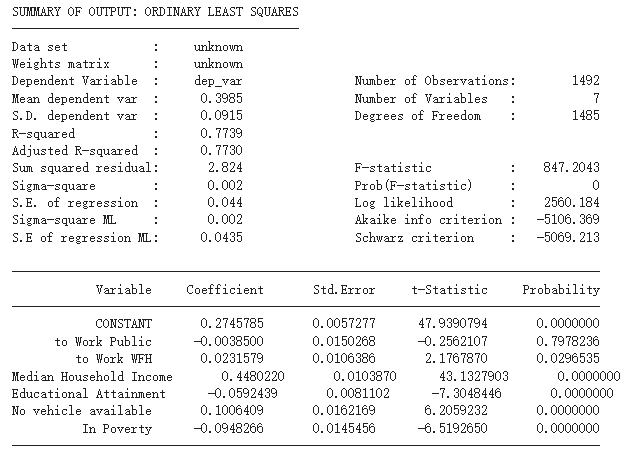 SUMMARY OF OUTPUT: ORDINARY LEAST SQUARES
Data set : unknown
Weights matrix : unknown
Dependent Variable : dep_var Number of Observations: 1492
Mean dependent var : 0.3985 Number of Variables : 7
S.D. dependent var : 0.0915 Degrees of Freedom : 1485
R-squared : 0.7739
Adjusted R-squared : 0.7730
Sum squared residual: 2.824 F-statistic : 847.2043
Sigma-square : 0.002 Prob(F-statistic) : 0
S.E. of regression : 0.044 Log likelihood : 2560.184
Sigma-square ML : 0.002 Akaike info criterion : -5106.369
S.E of regression ML: 0.0435 Schwarz criterion : -5069.213
Variable Coefficient Std.Error t-Statistic Probability
CONSTANT 0.2745785 0.0057277 47.9390794 0.0000000
to Work Public -0.0038500 0.0150268 -0.2562107 0.7978236
to Work WFH 0.0231579 0.0106386 2.1767870 0.0296535
Median Household Income 0.4480220 0.0103870 43.1327903 0.0000000
Educational Attainment -0.0592439 0.0081102 -7.3048446 0.0000000
No vehicle available 0.1006409 0.0162169 6.2059232 0.0000000
In Poverty -0.0948266 0.0145456 -6.5192650 0.0000000